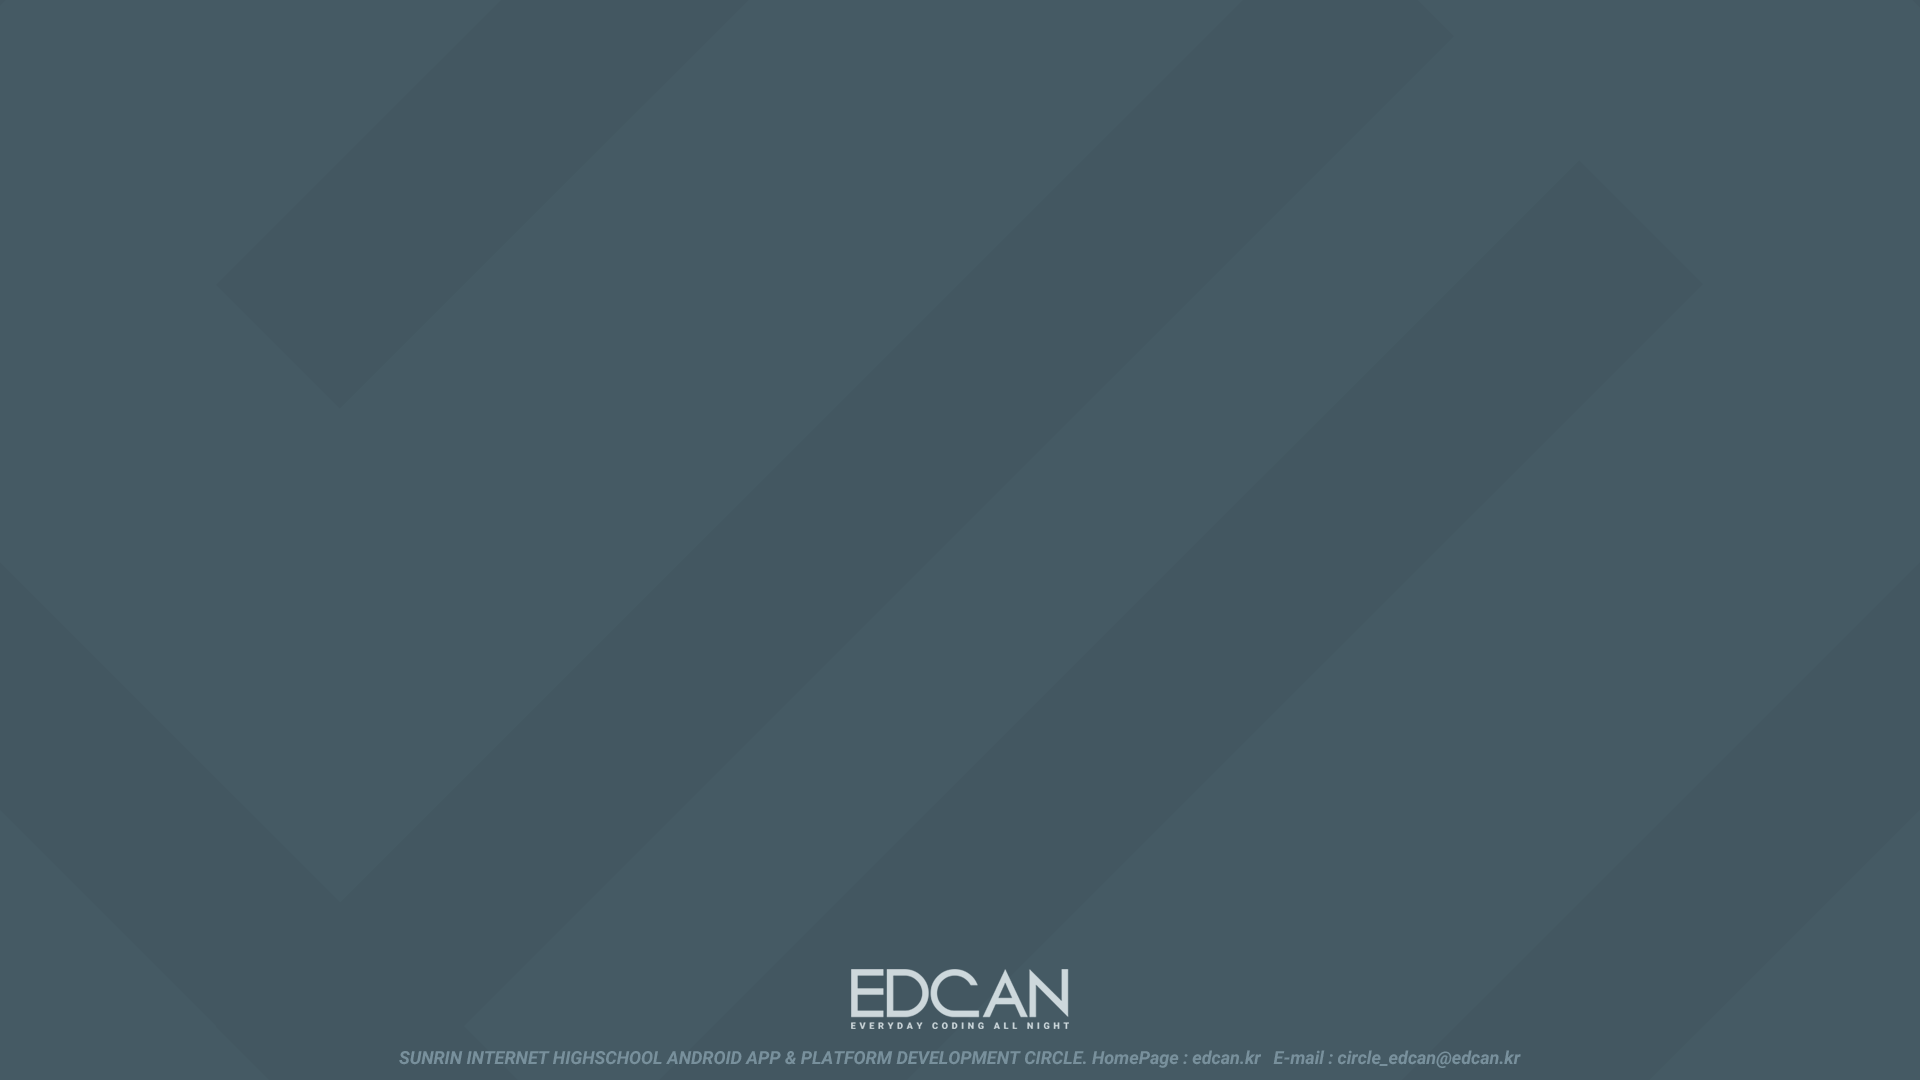 EDCAN
EVERYDAY CODING ALL NIGHT
SUNRIN INTERNET HIGHSCHOOL ANDROID APP & PLATFORM DEVELOPMENT CIRCLE. HomePage : edcan.kr E-mail : circle_edcan@edcan.kr